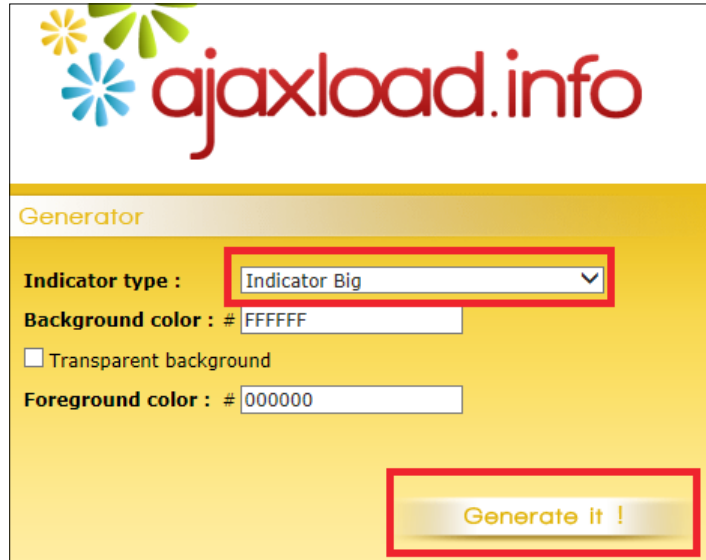 ajaxload.info
Generator
Indicator type : Indicator Big
Background color : # FFFFFF
Transparent background
Foreground color : # 000000
Generate it !